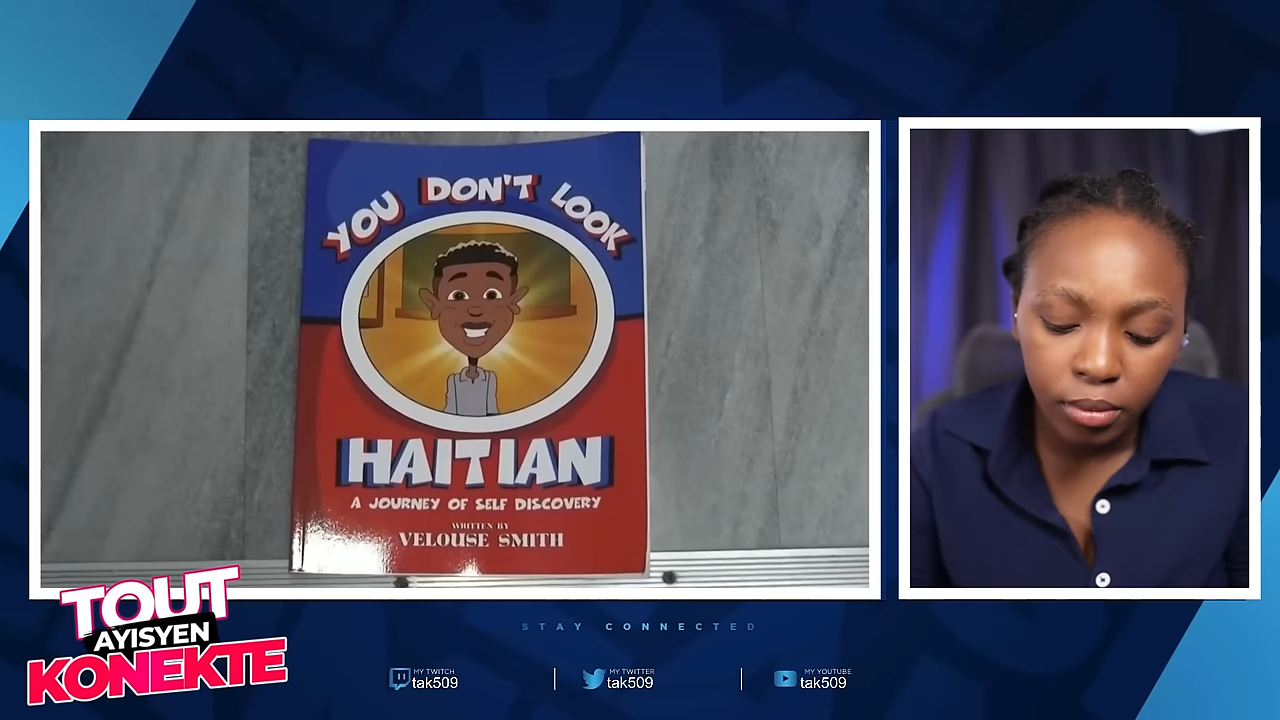 YOU DON'T LOOK
HAITIAN
A JOURNEY OF SELF DISCOVERY
WRITTEN BY
VELOUSE SMITH
TOUT
AYISYEN
KONEKTE
STAY CONNECTED
MY TWITCH
tak509
MY TWITTER
tak509
MY YOUTUBE
tak509